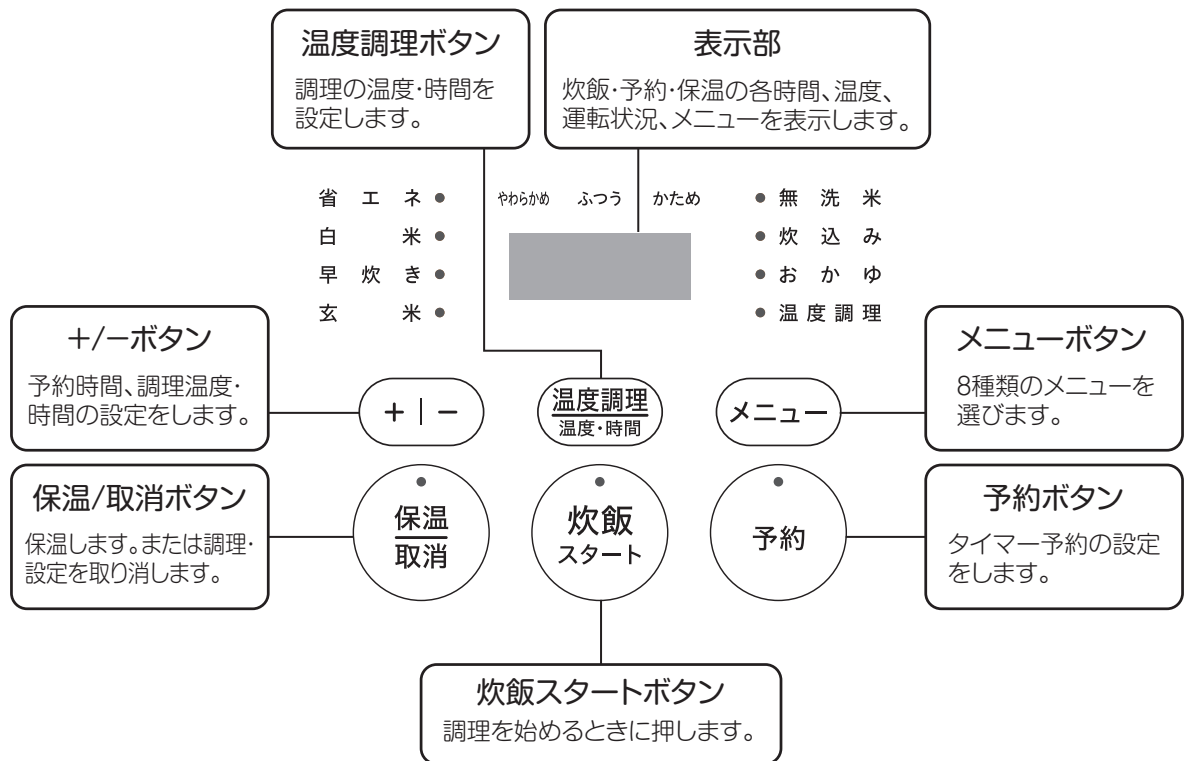 温度調理ボタン
調理の温度・時間を
設定します。
表示部
炊飯・予約・保温の各時間、温度、
運転状況、メニューを表示します。
省エネ
白米
早炊き
玄米
やわらかめ ふつう かため
無洗米
炊込み
おかゆ
温度調理
+/−ボタン
予約時間、調理温度・
時間の設定をします。
+ | −
温度調理
温度・時間
メニュー
メニューボタン
8種類のメニューを
選びます。
保温/取消ボタン
保温します。または調理・
設定を取り消します。
保温
取消
炊飯
スタート
予約
予約ボタン
タイマー予約の設定
をします。
炊飯スタートボタン
調理を始めるときに押します。